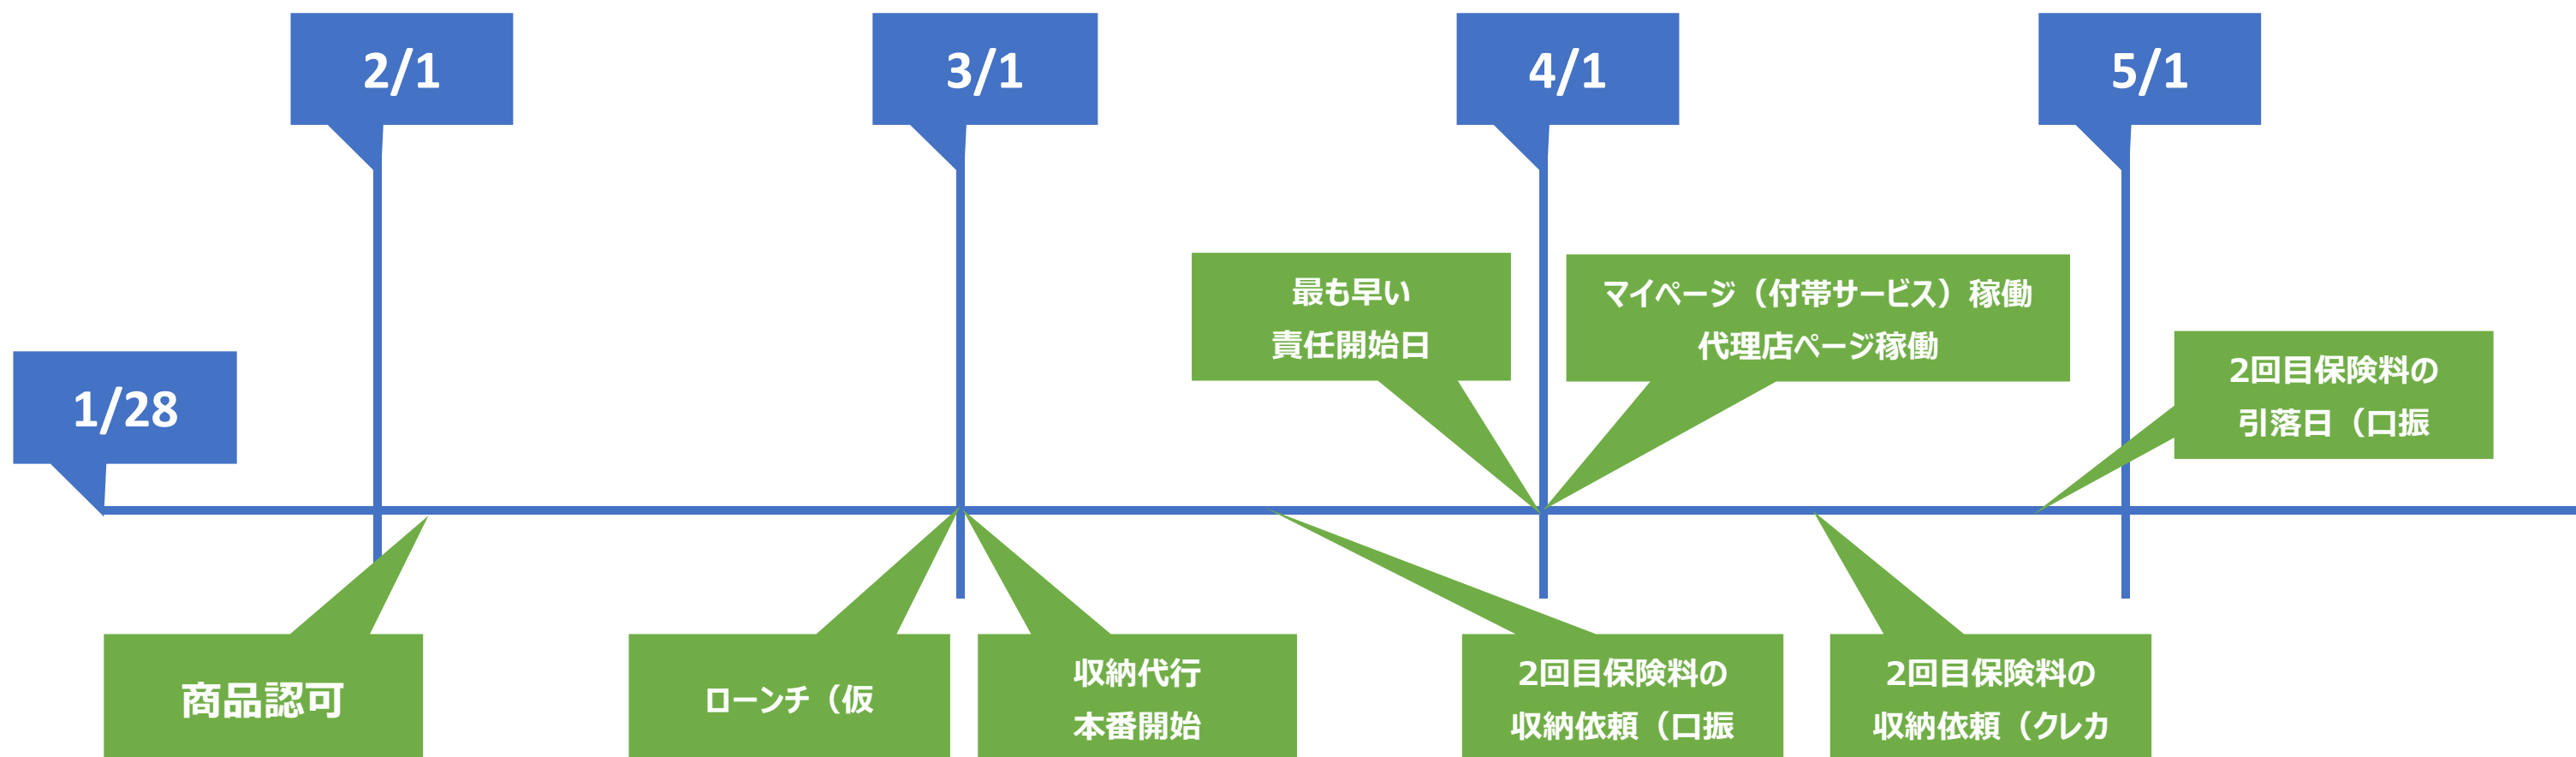 2/1
3/1
4/1
5/1
1/28
最も早い
責任開始日
マイページ（付帯サービス）稼働
代理店ページ稼働
2回目保険料の
引落日（口振
商品認可
ローンチ（仮
収納代行
本番開始
2回目保険料の
収納依頼（口振
2回目保険料の
収納依頼（クレカ